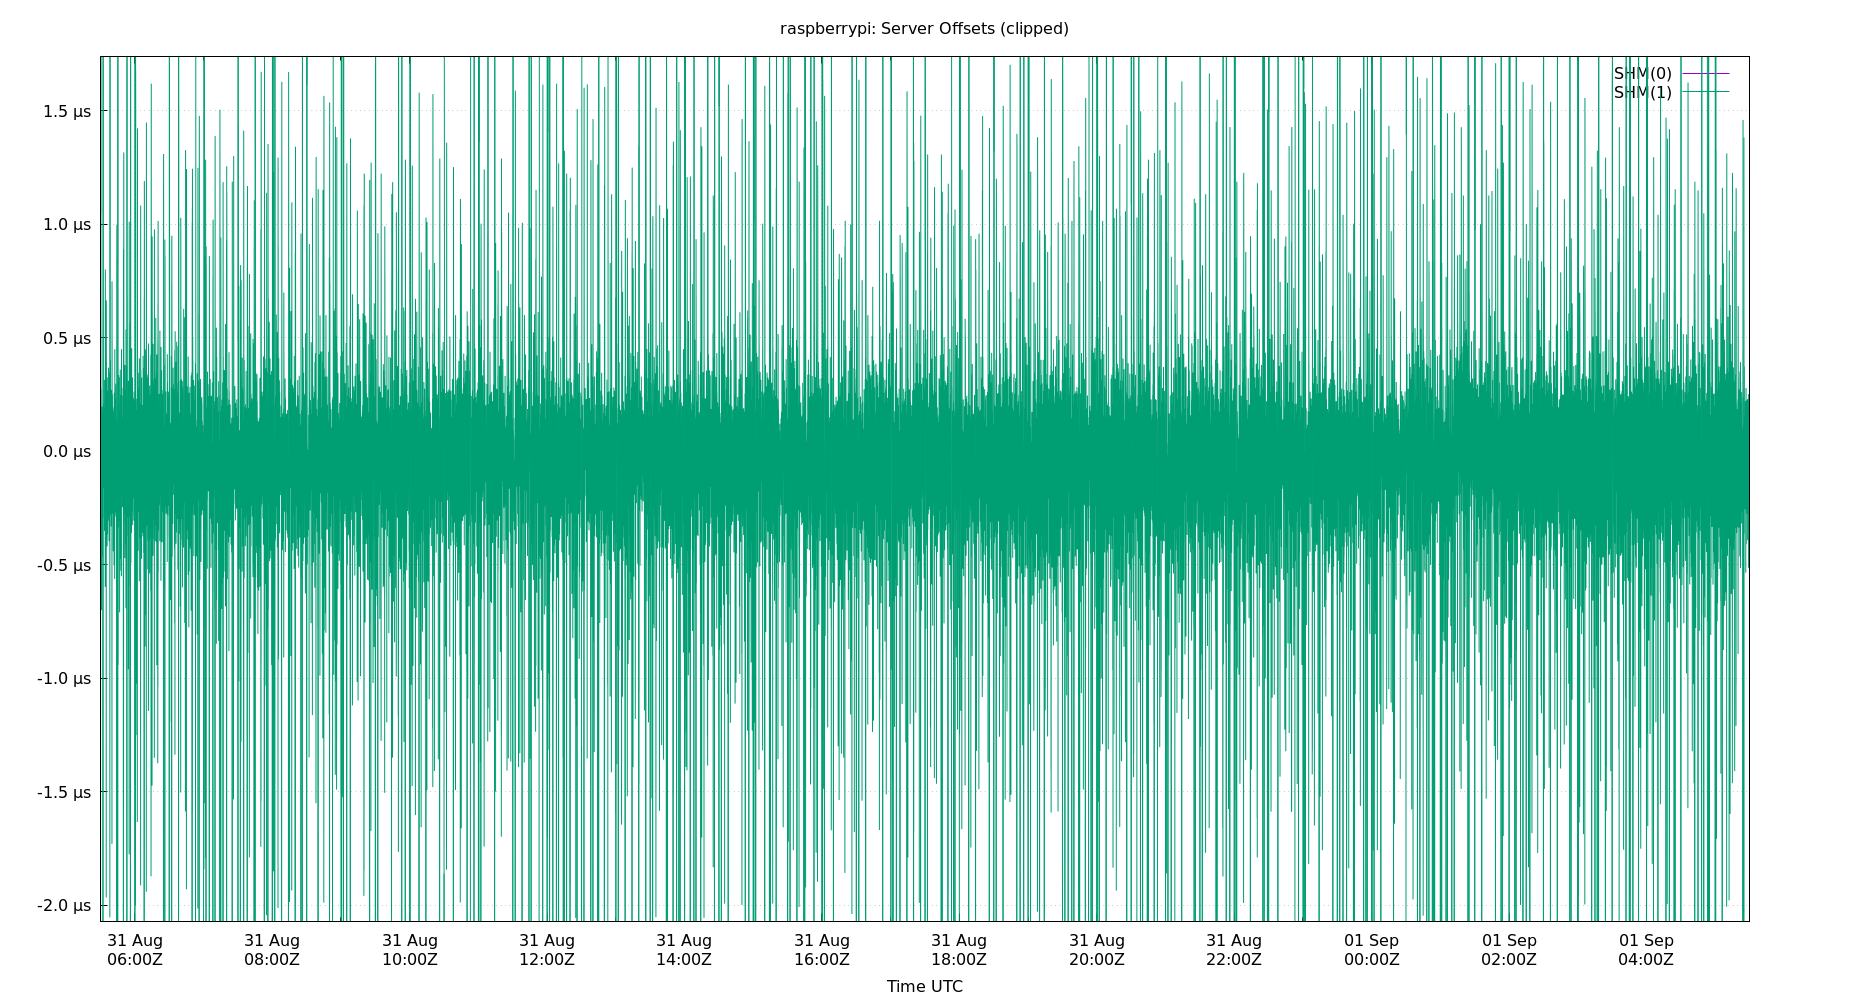 raspberrypi: Server Offsets (clipped)
SHM(0)
SHM(1)
1.5 µs
1.0 µs
0.5 µs
0.0 µs
-0.5 µs
-1.0 µs
-1.5 µs
-2.0 µs
31 Aug 31 Aug 31 Aug 31 Aug 31 Aug 31 Aug 31 Aug 31 Aug 31 Aug 01 Sep 01 Sep 01 Sep
06:00Z 08:00Z 10:00Z 12:00Z 14:00Z 16:00Z 18:00Z 20:00Z 22:00Z 00:00Z 02:00Z 04:00Z
Time UTC